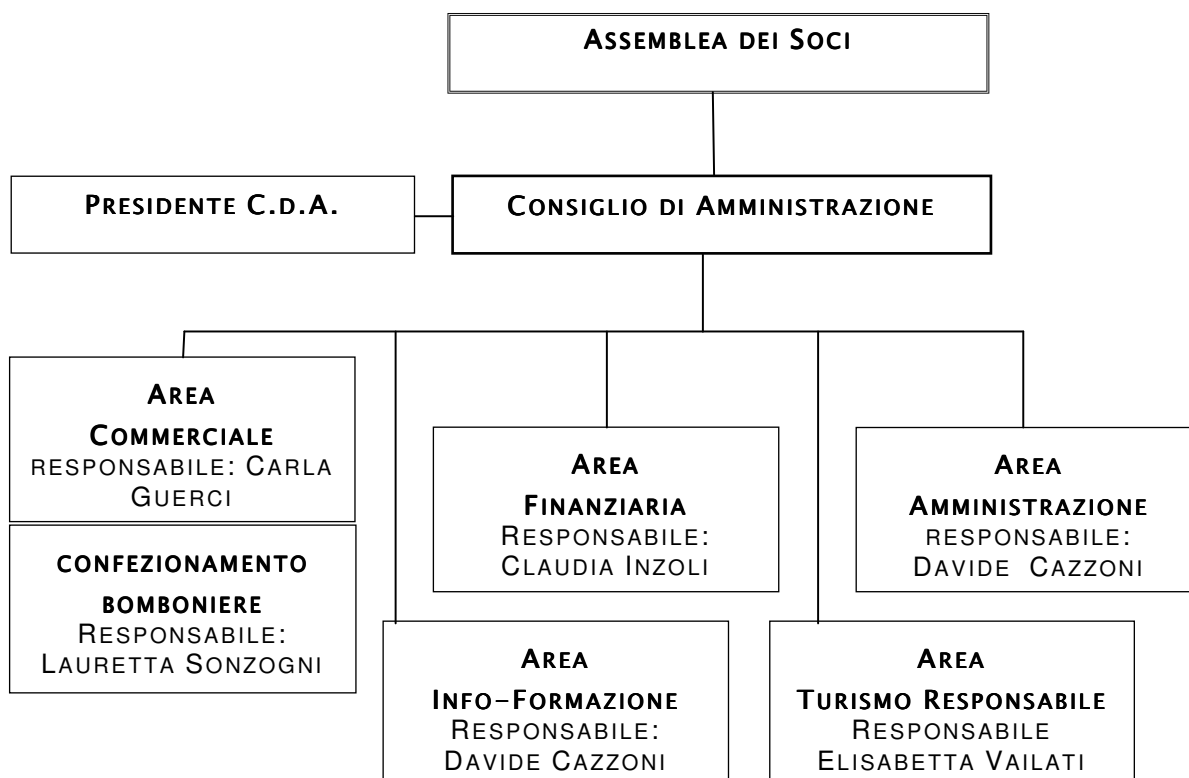 ASSEMBLEA DEI SOCI
PRESIDENTE C.D.A.
CONSIGLIO DI AMMINISTRAZIONE
AREA
COMMERCIALE
RESPONSABILE: CARLA
GUERCI
CONFEZIONAMENTO
BOMBONIERE
RESPONSABILE:
LAURETTA SONZOGNI
AREA
FINANZIARIA
RESPONSABILE:
CLAUDIA INZOLI
AREA
AMMINISTRAZIONE
RESPONSABILE:
DAVIDE CAZZONI
AREA
INFO-FORMAZIONE
RESPONSABILE:
DAVIDE CAZZONI
AREA
TURISMO RESPONSABILE
RESPONSABILE
ELISABETTA VAILATI